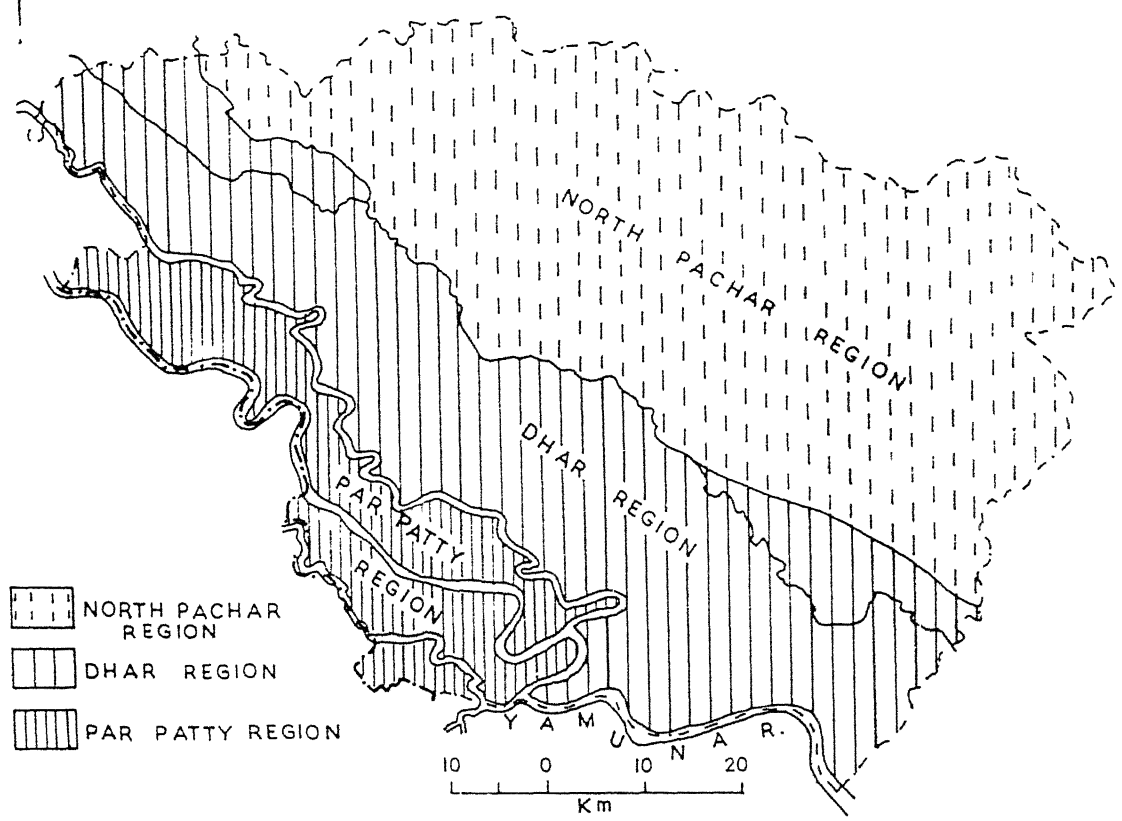 NORTH PACHAR REGION
DHAR REGION
PAR PATTY
REGION
NORTH PACHAR
REGION
DHAR REGION
PAR PATTY REGION
YAMUNA R.
10 0 10 20
Km